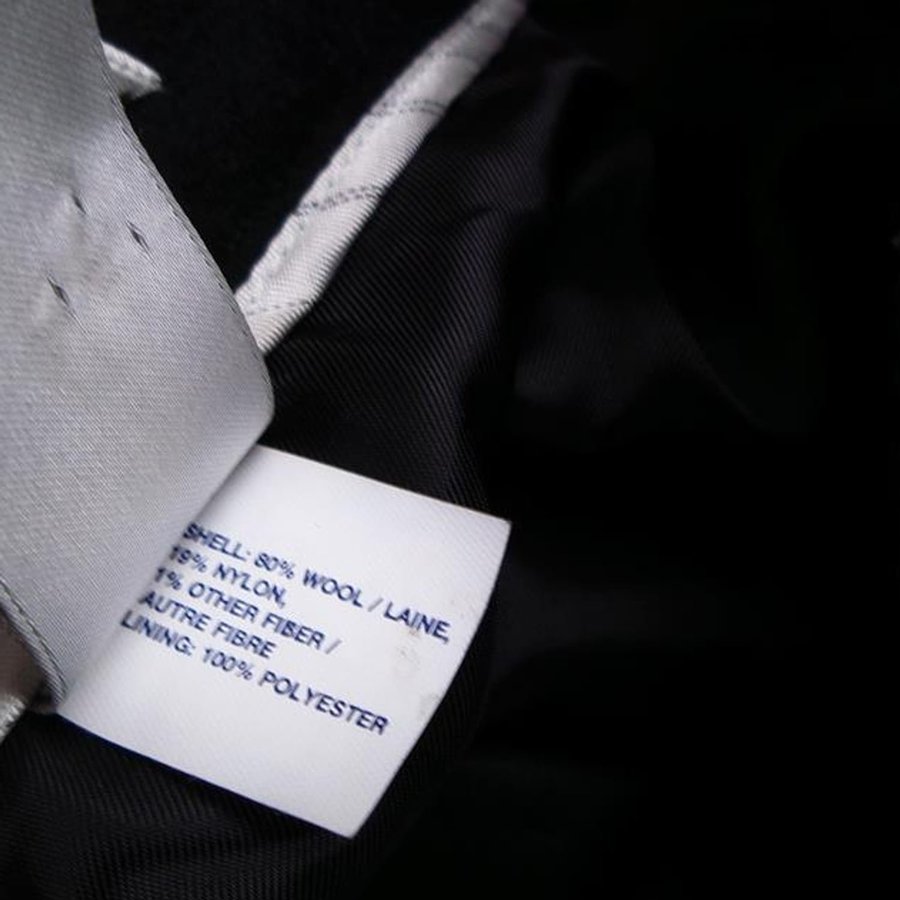 SHELL: 80% WOOL / LAINE,
19% NYLON,
1% OTHER FIBER /
AUTRE FIBRE
LINING: 100% POLYESTER